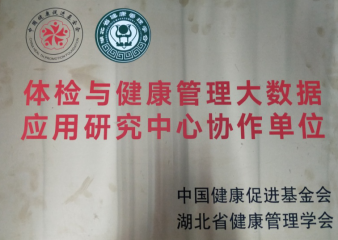 体检与健康管理大数据
应用研究中心协作单位
中国健康促进基金会
湖北省健康管理学会